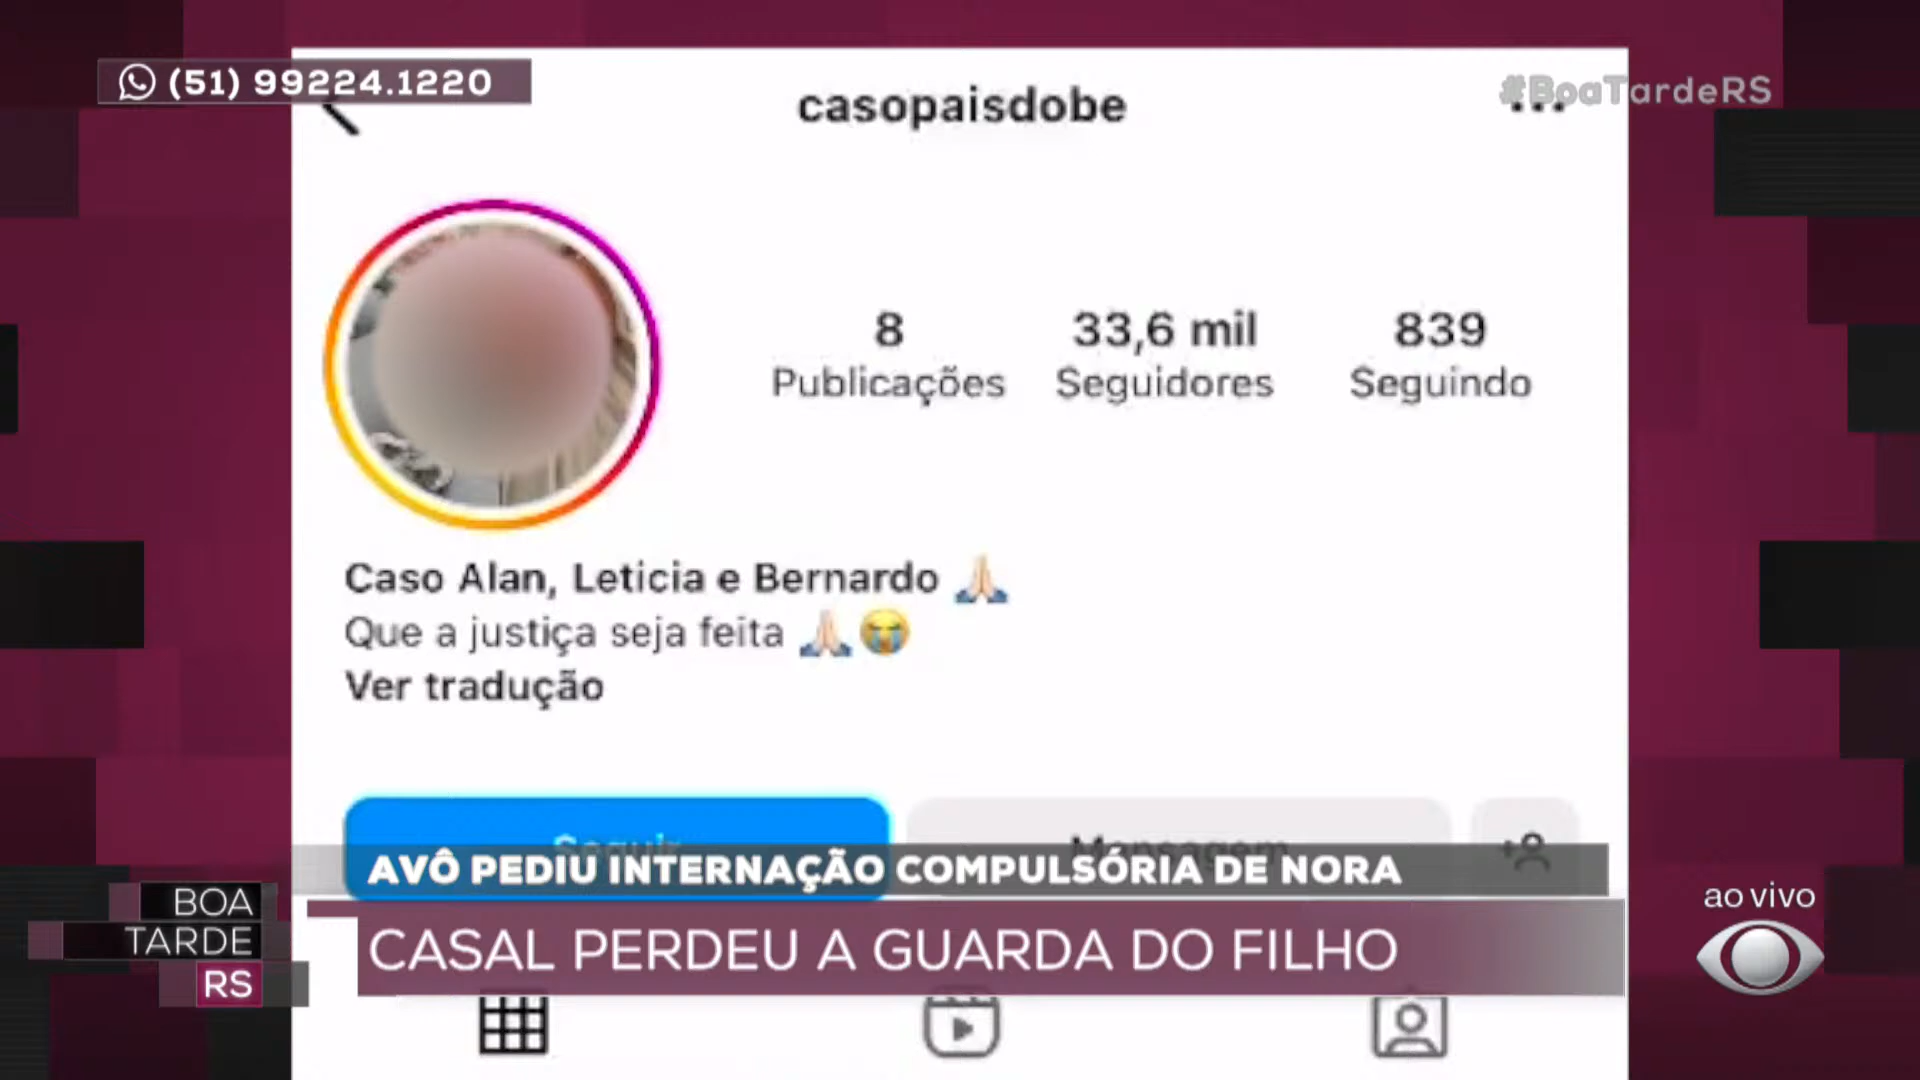 (51) 99224.1220
#BoaTardeRS
casopaisdobe
8
Publicações
33,6 mil
Seguidores
839
Seguindo
Caso Alan, Leticia e Bernardo 🙏🏻
Que a justiça seja feita 🙏🏻😭
Ver tradução
Seguir
Mensagem
AVÔ PEDIU INTERNAÇÃO COMPULSÓRIA DE NORA
CASAL PERDEU A GUARDA DO FILHO
BOA
TARDE
RS
ao vivo